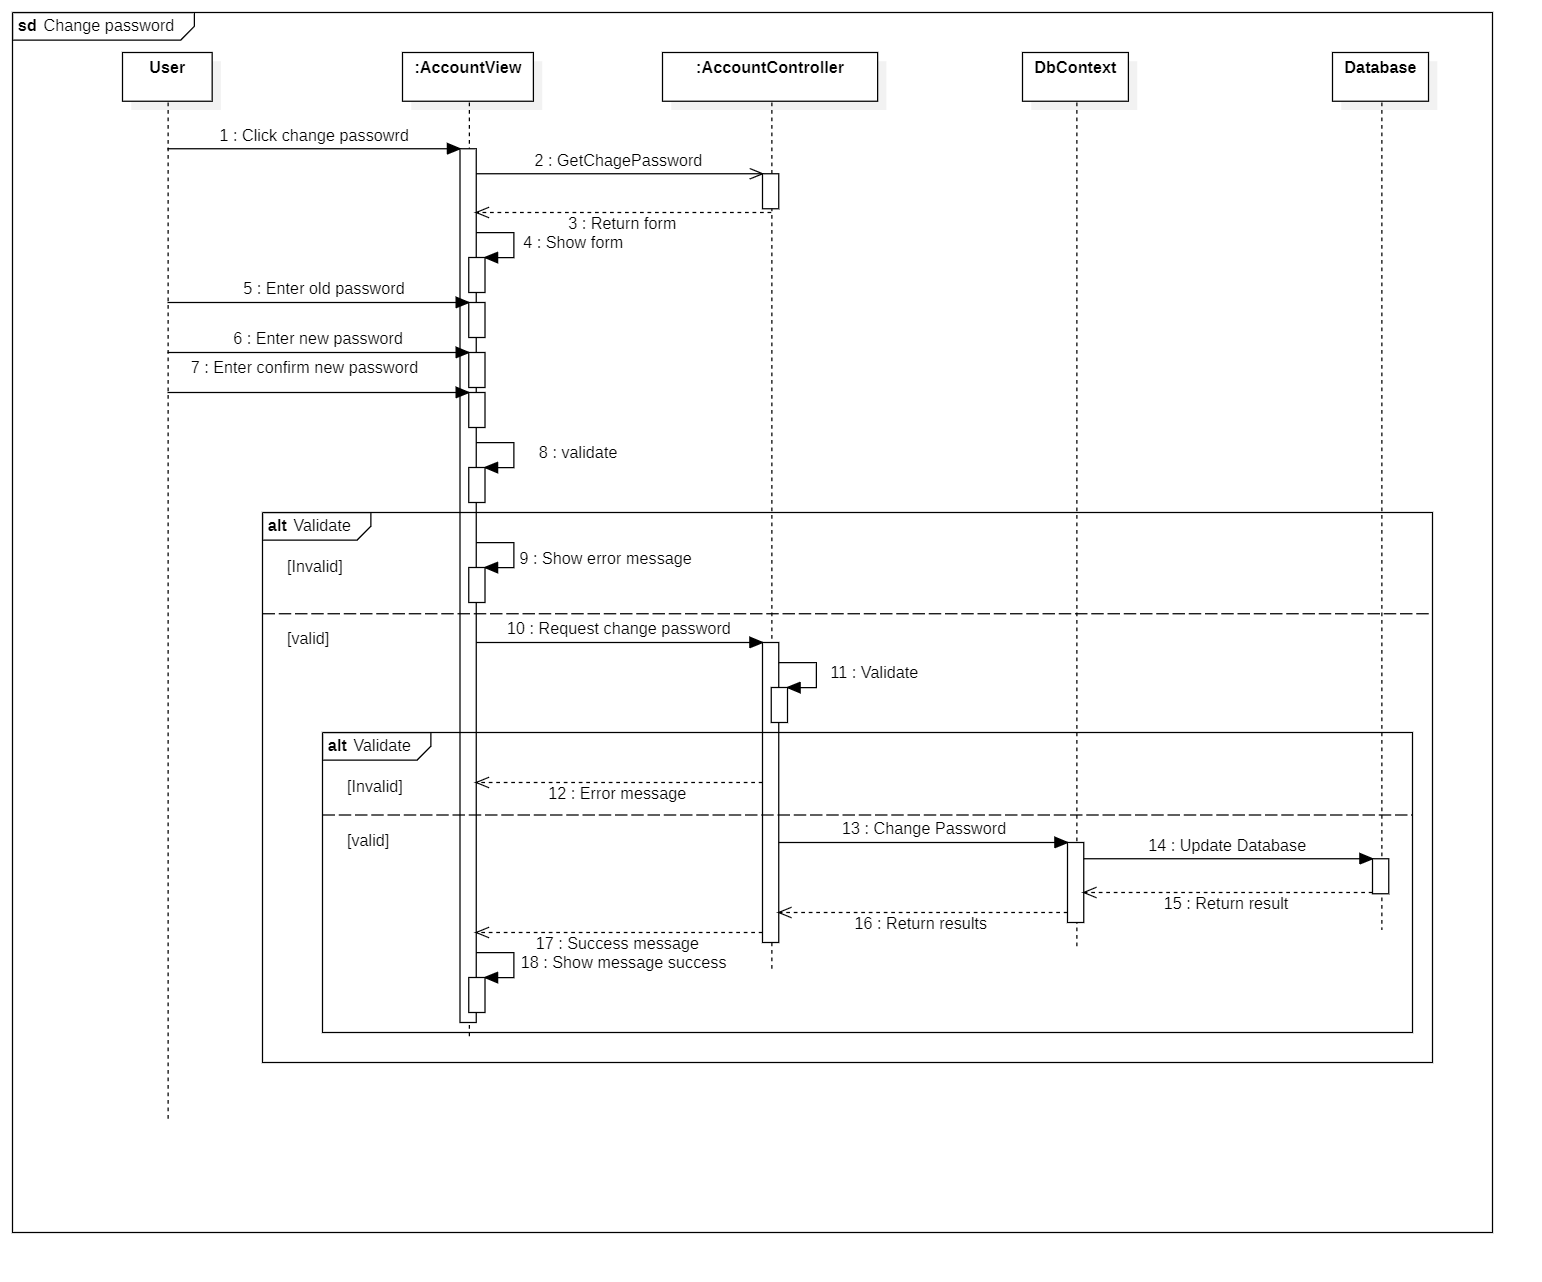 sd Change password
User
:AccountView
:AccountController
DbContext
Database
1 : Click change passowrd
2 : GetChagePassword
3 : Return form
4 : Show form
5 : Enter old password
6 : Enter new password
7 : Enter confirm new password
8 : validate
alt Validate
9 : Show error message
[Invalid]
10 : Request change password
[valid]
11 : Validate
alt Validate
[Invalid]
12 : Error message
13 : Change Password
[valid]
14 : Update Database
15 : Return result
16 : Return results
17 : Success message
18 : Show message success